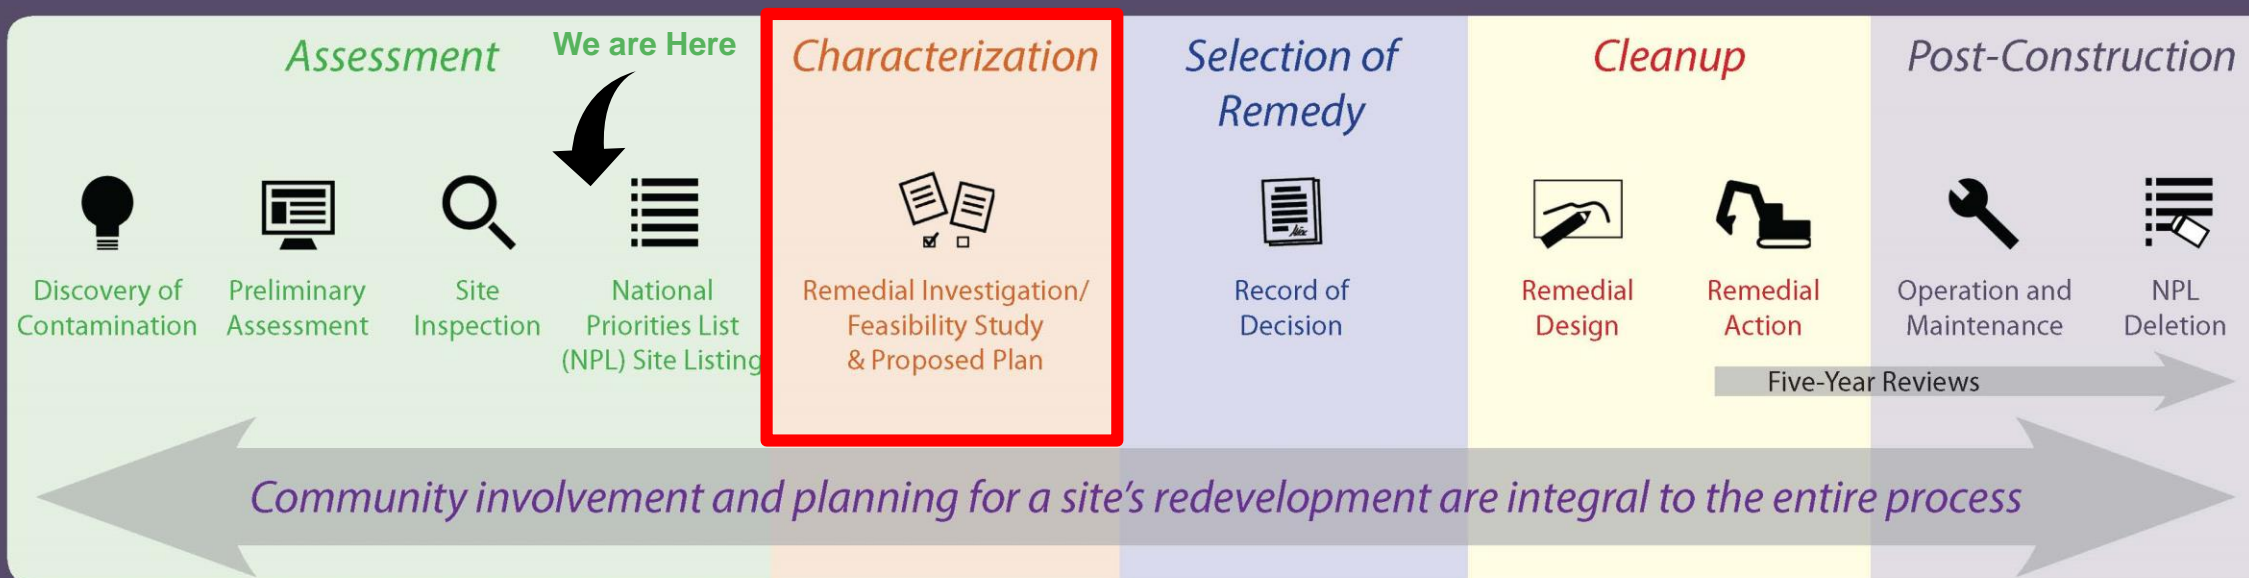 Assessment
We are Here
Characterization
Selection of
Remedy
Cleanup
Post-Construction
Discovery of
Contamination
Preliminary
Assessment
Site
Inspection
National
Priorities List
(NPL) Site Listing
Remedial Investigation/
Feasibility Study
& Proposed Plan
Record of
Decision
Remedial
Design
Remedial
Action
Operation and
Maintenance
NPL
Deletion
Five-Year Reviews
Community involvement and planning for a site's redevelopment are integral to the entire process